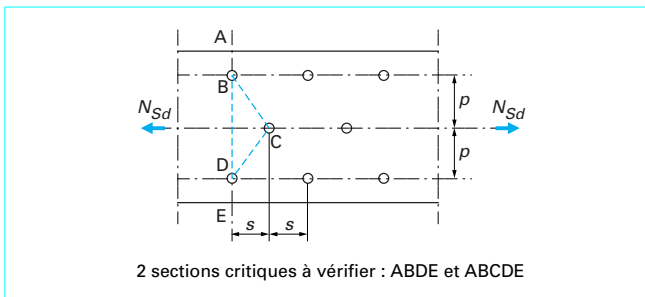 A
B
N_Sd
N_Sd
p
C
p
D
E
s
s
2 sections critiques à vérifier : ABDE et ABCDE